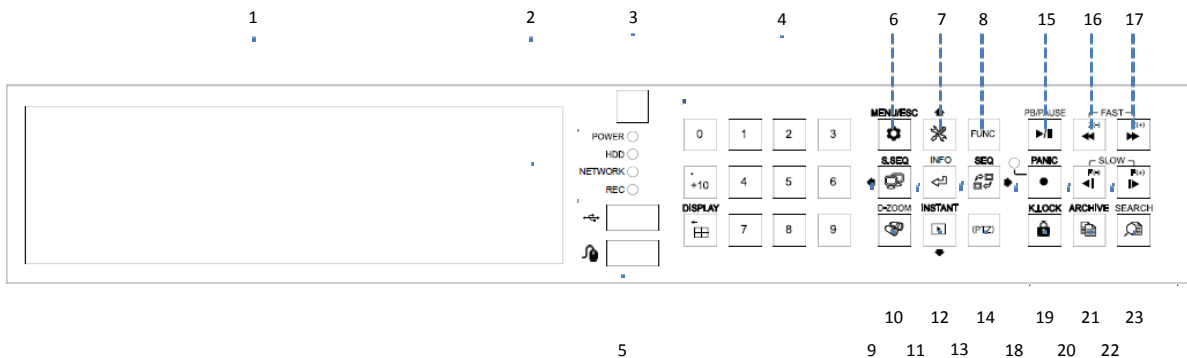 1 2 3 4 6 7 8 15 16 17
MENU/ESC PB/PAUSE FAST
POWER 0 1 2 3 FUNC
HDD S.SEQ INFO SEQ PANIC SLOW
NETWORK
REC +10 4 5 6
DISPLAY D-ZOOM INSTANT K.LOCK ARCHIVE SEARCH
7 8 9 (PTZ)
10 12 14 19 21 23
5 9 11 13 18 20 22